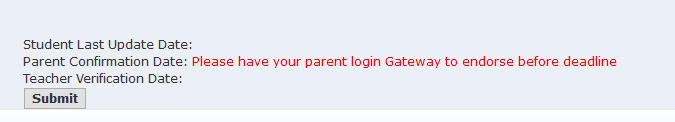 Student Last Update Date:
Parent Confirmation Date: Please have your parent login Gateway to endorse before deadline
Teacher Verification Date:
Submit